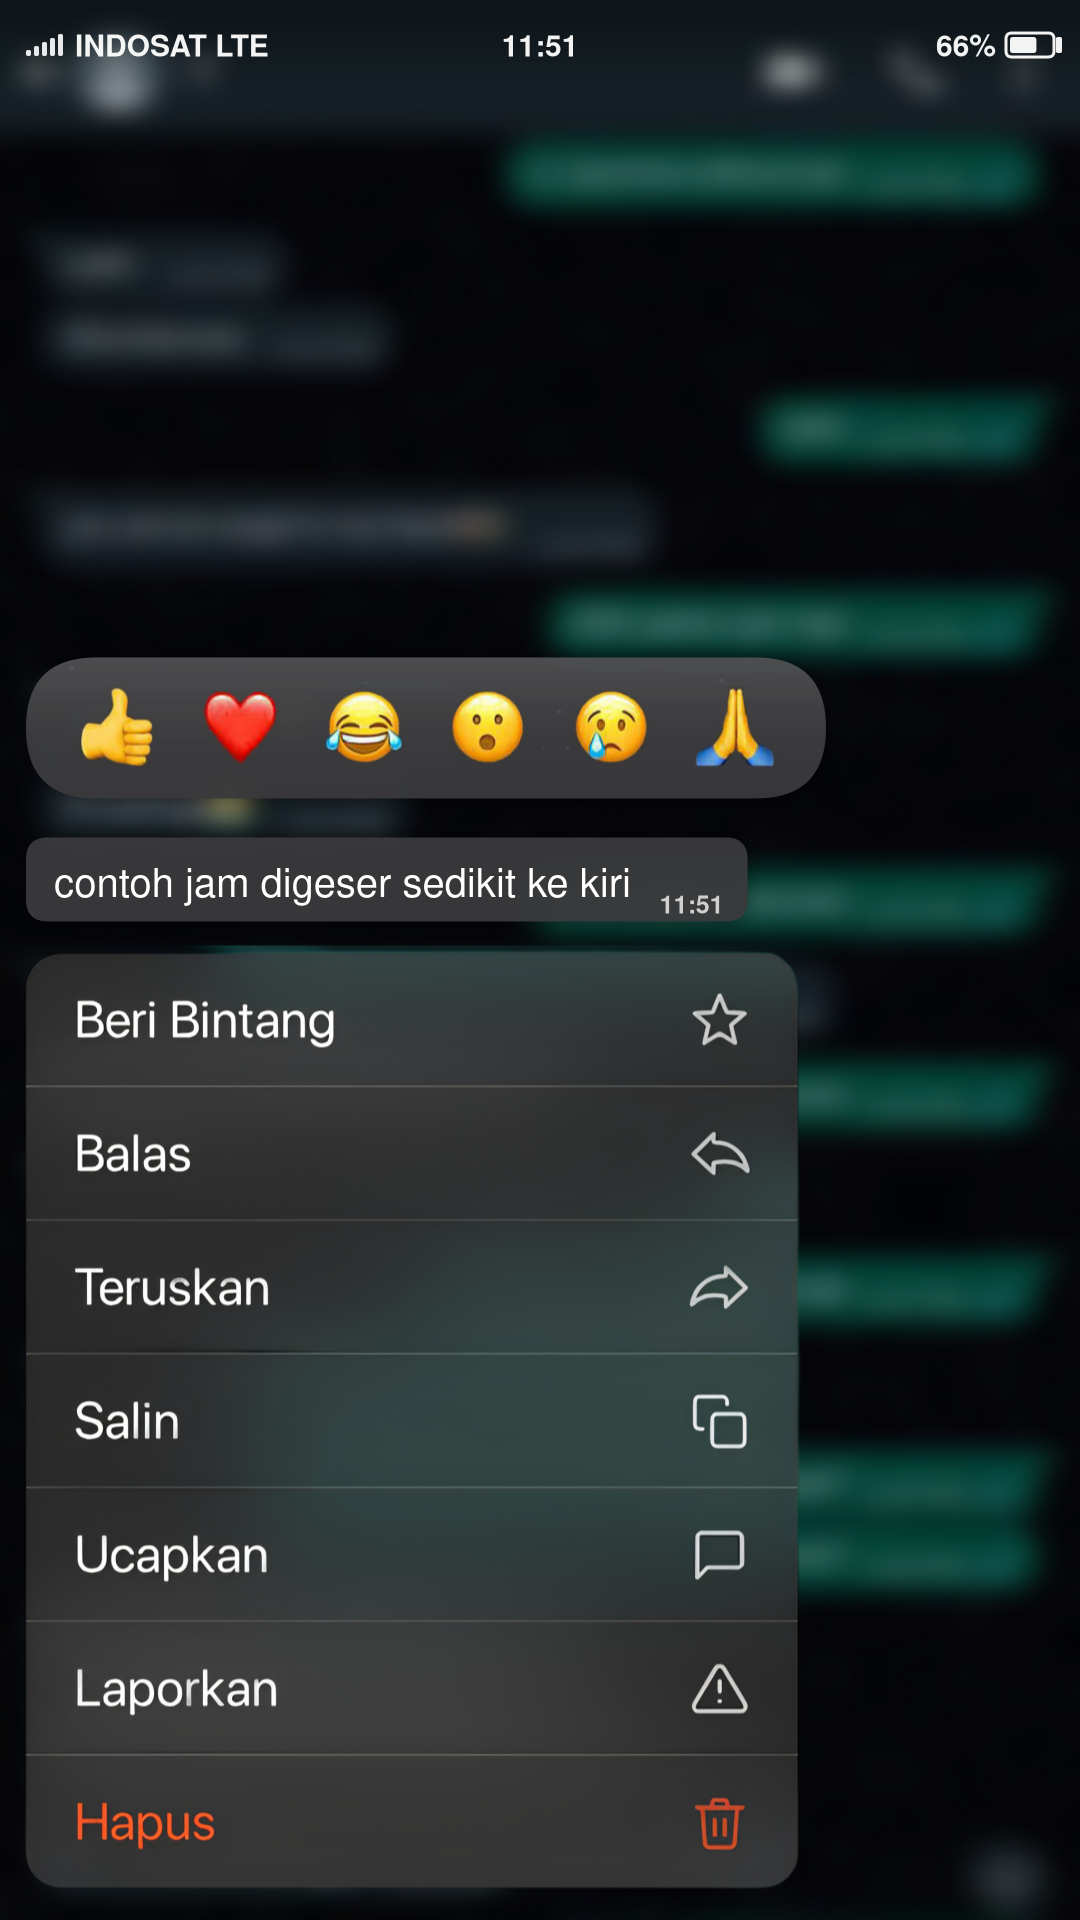 INDOSAT LTE 11:51 66%
contoh jam digeser sedikit ke kiri 11:51
Beri Bintang
Balas
Teruskan
Salin
Ucapkan
Laporkan
Hapus